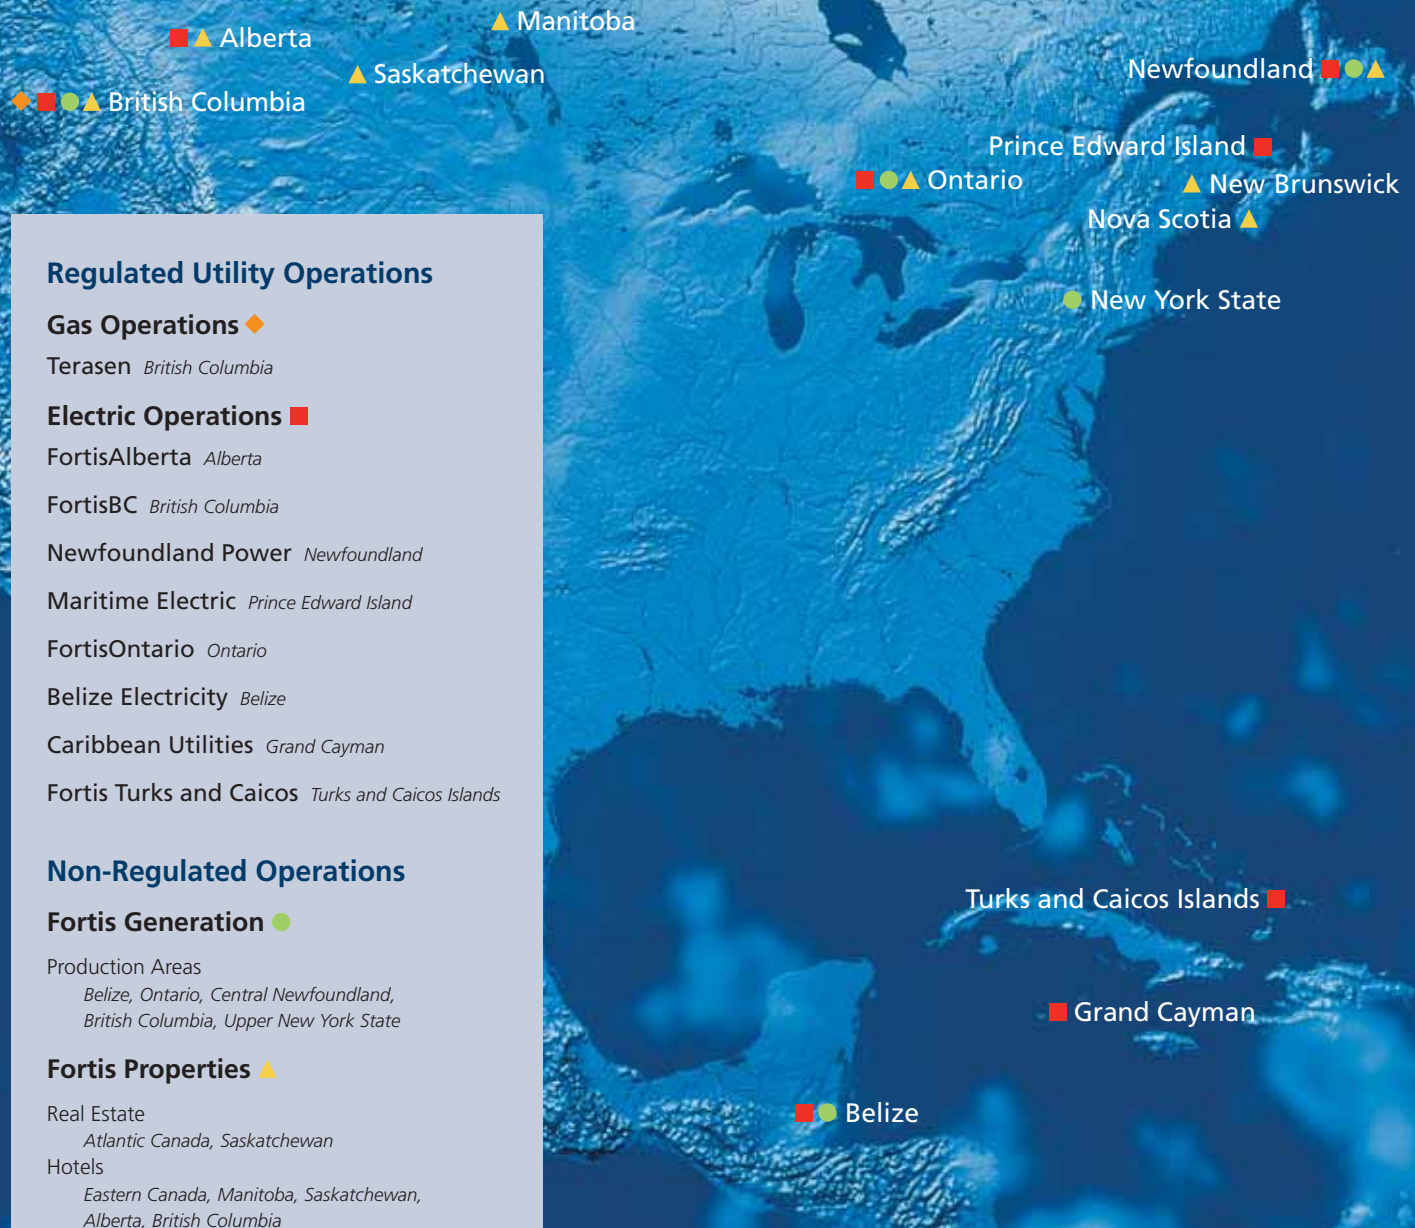 Manitoba
Alberta
Saskatchewan
British Columbia
Newfoundland
Prince Edward Island
Ontario
New Brunswick
Nova Scotia
New York State
Regulated Utility Operations
Gas Operations
Terasen British Columbia
Electric Operations
FortisAlberta Alberta
FortisBC British Columbia
Newfoundland Power Newfoundland
Maritime Electric Prince Edward Island
FortisOntario Ontario
Belize Electricity Belize
Caribbean Utilities Grand Cayman
Fortis Turks and Caicos Turks and Caicos Islands
Non-Regulated Operations
Fortis Generation
Production Areas
Belize, Ontario, Central Newfoundland,
British Columbia, Upper New York State
Fortis Properties
Real Estate
Atlantic Canada, Saskatchewan
Hotels
Eastern Canada, Manitoba, Saskatchewan,
Alberta, British Columbia
Turks and Caicos Islands
Grand Cayman
Belize